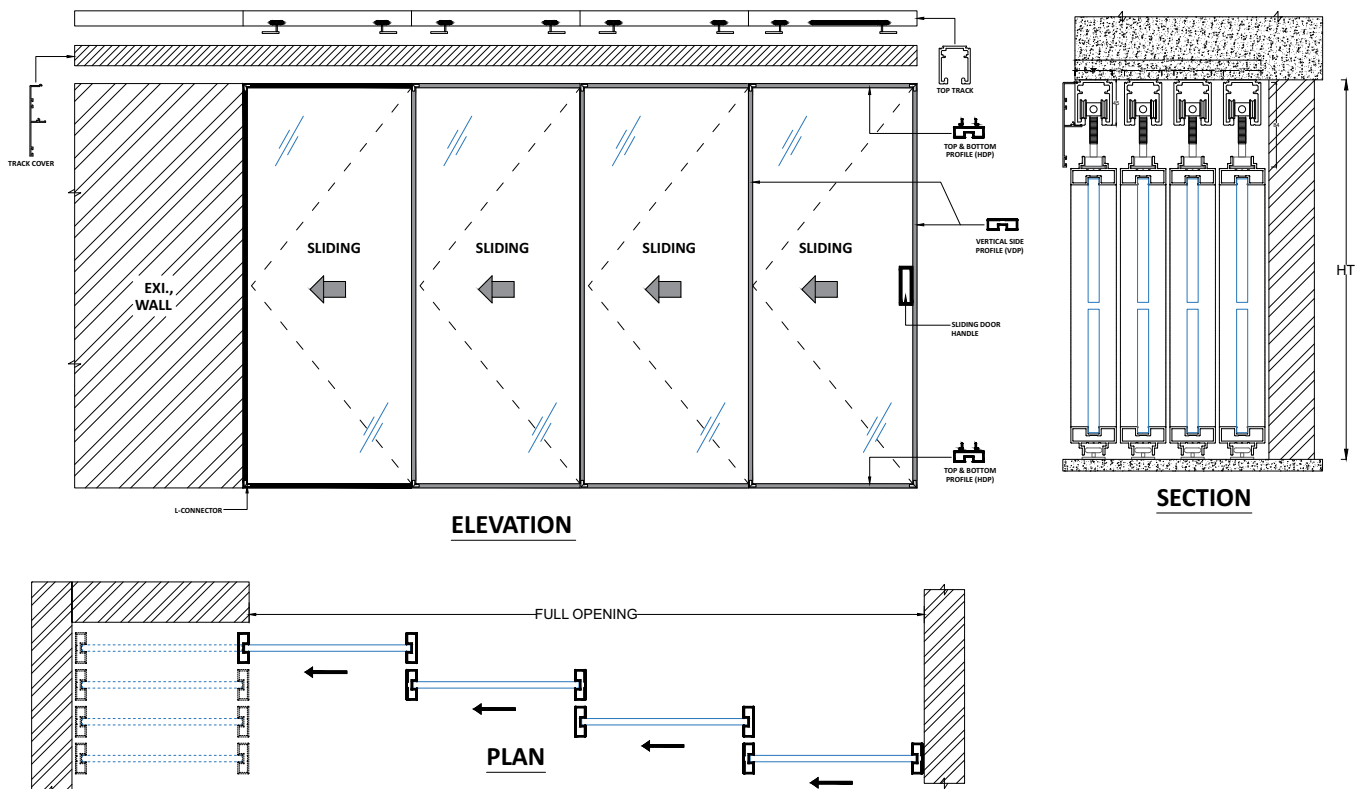 TOP TRACK
TRACK COVER
TOP & BOTTOM
PROFILE (HDP)
SLIDING
SLIDING
SLIDING
SLIDING
VERTICAL SIDE
PROFILE (VDP)
EXI.,
WALL
SLIDING DOOR
HANDLE
TOP & BOTTOM
PROFILE (HDP)
L-CONNECTOR
ELEVATION
HT
SECTION
FULL OPENING
PLAN